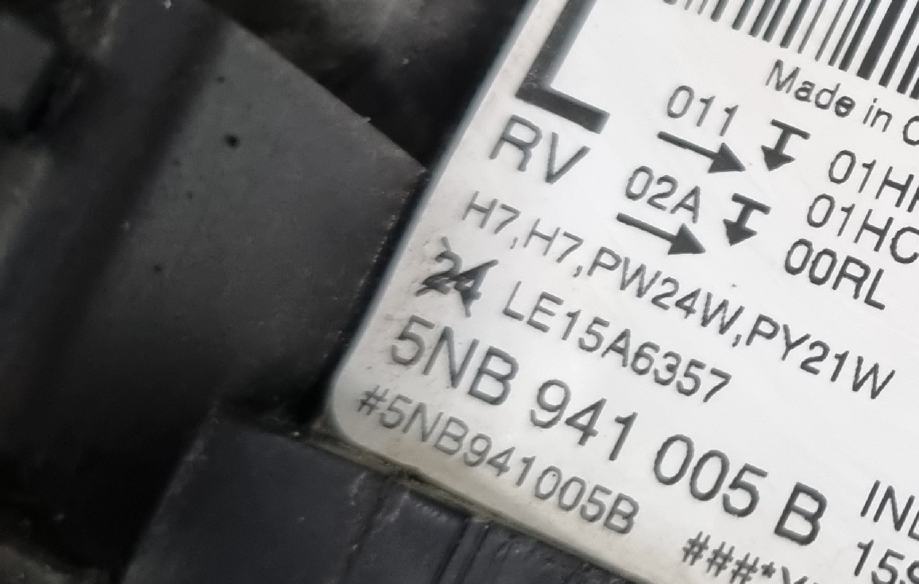 Made in
L
011
01H
RV
02A
01HC
00RL
H7,H7,PW24W,PY21W
24 LE15A6357
5NB 941 005 B
#5NB941005B
###*